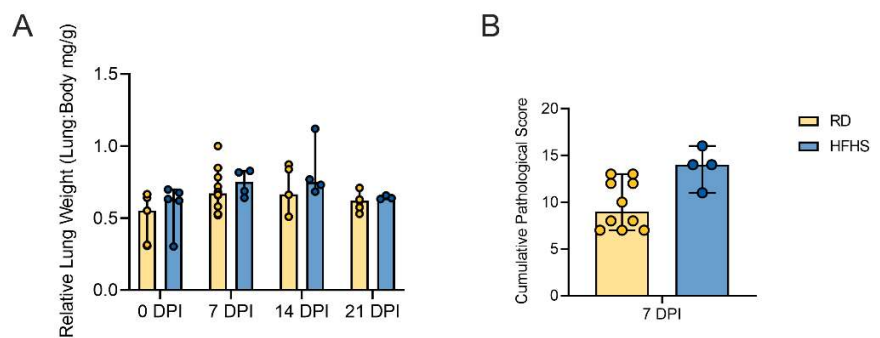 A
Relative Lung Weight (Lung:Body mg/g)
1.5
1.0
0.5
0.0
0 DPI 7 DPI 14 DPI 21 DPI
B
Cumulative Pathological Score
20
15
10
5
0
7 DPI
RD
HFHS